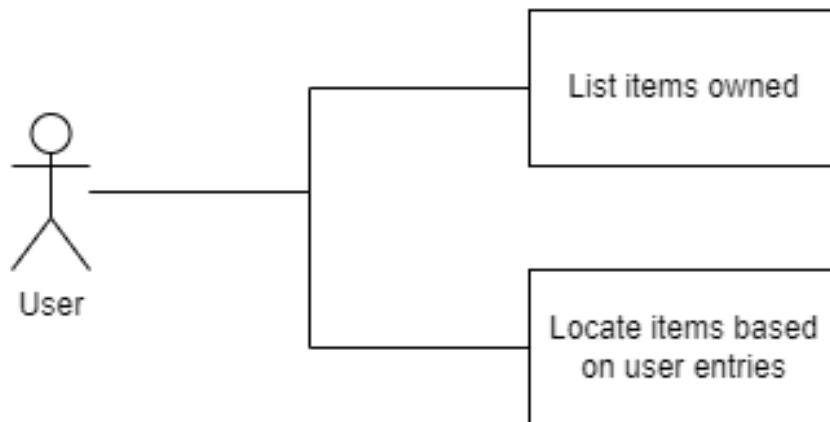 List items owned
User
Locate items based
on user entries